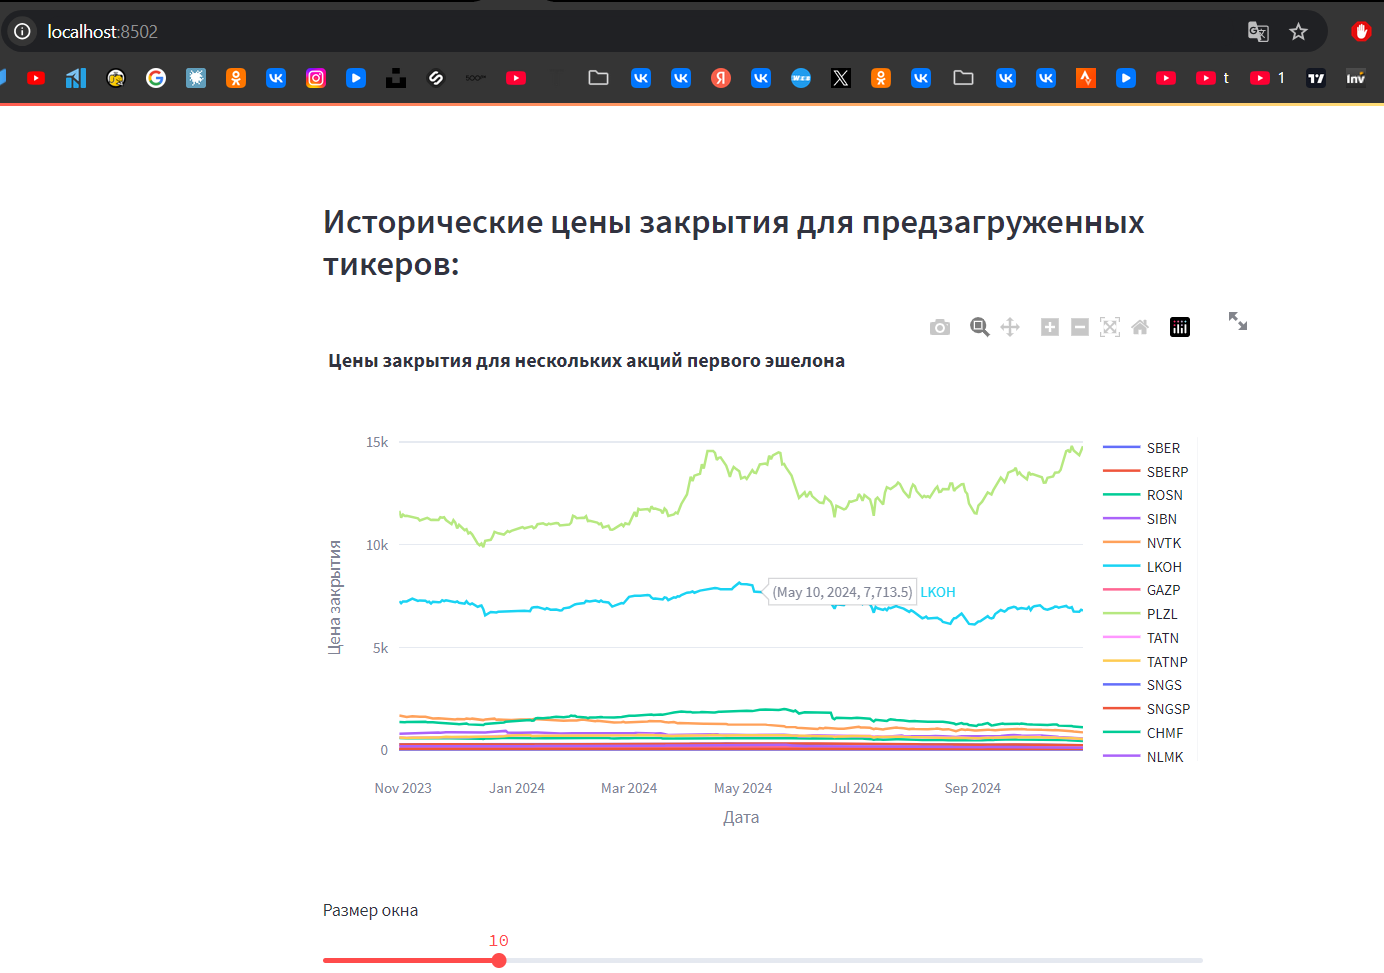 localhost:8502
t
1
Исторические цены закрытия для предзагруженных
тикеров:
Цены закрытия для нескольких акций первого эшелона
15k
10k
5k
0
Цена закрытия
(May 10, 2024, 7,713.5) LKOH
SBER
SBERP
ROSN
SIBN
NVTK
LKOH
GAZP
PLZL
TATN
TATNP
SNGS
SNGSP
CHMF
NLMK
Nov 2023
Jan 2024
Mar 2024
May 2024
Jul 2024
Sep 2024
Дата
Размер окна
10